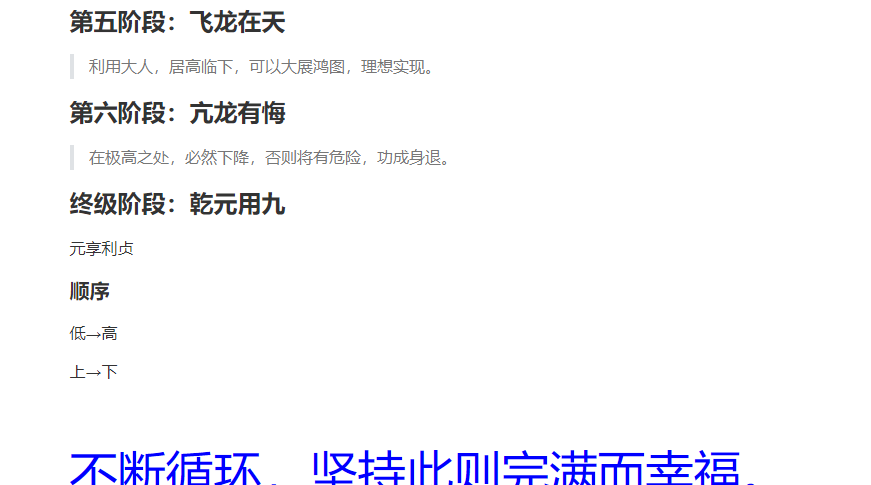 第五阶段：飞龙在天
利用大人，居高临下，可以大展鸿图，理想实现。
第六阶段：亢龙有悔
在极高之处，必然下降，否则将有危险，功成身退。
终级阶段：乾元用九
元享利贞
顺序
低→高
上→下
不断循环，坚持此则完满而幸福。